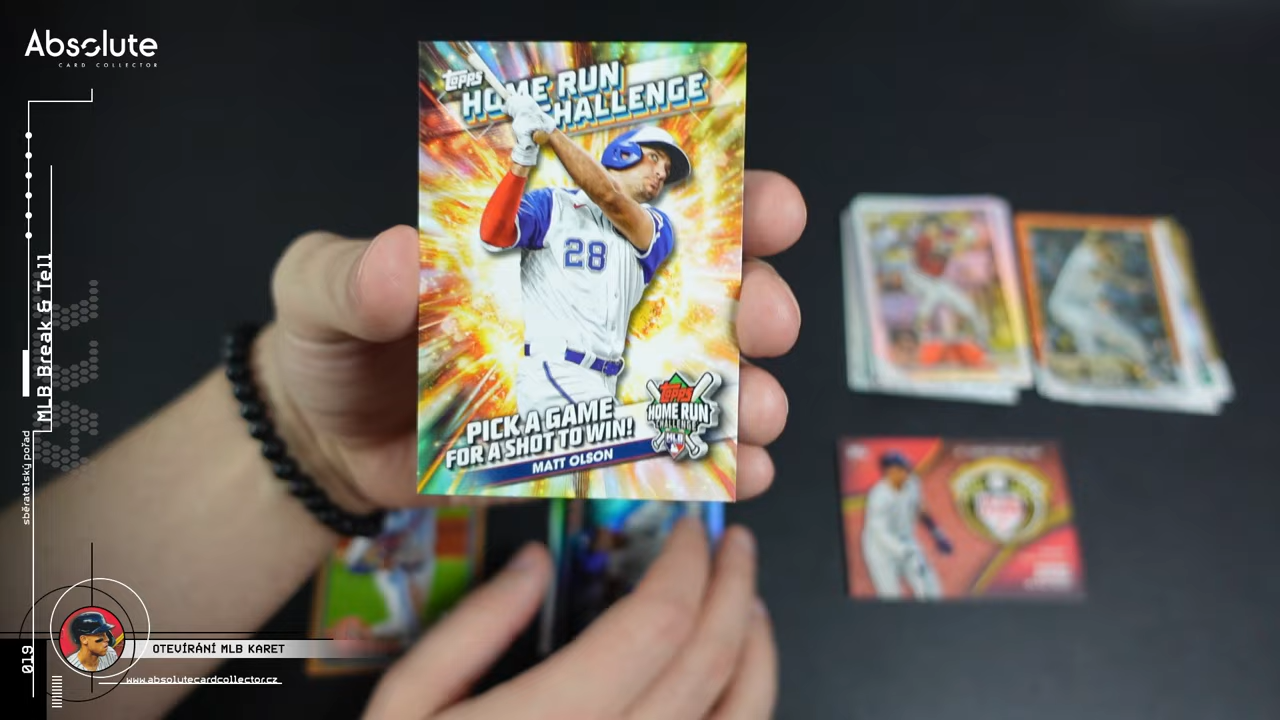 Absolute
CARD COLLECTOR
MLB Break & Tell
sběratelský pořad
019
OTEVÍRÁNÍ MLB KARET
www.absolutecardcollector.cz
Topps
HOME RUN
CHALLENGE
28
PICK A GAME
FOR A SHOT TO WIN!
MATT OLSON
Topps
HOME RUN
CHALLENGE
MLB